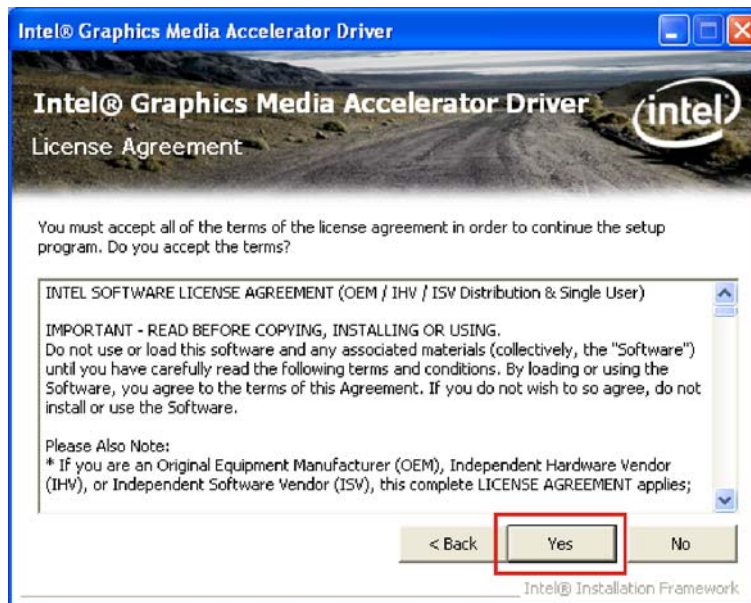 Intel® Graphics Media Accelerator Driver
Intel® Graphics Media Accelerator Driver
intel
License Agreement
You must accept all of the terms of the license agreement in order to continue the setup
program. Do you accept the terms?
INTEL SOFTWARE LICENSE AGREEMENT (OEM / IHV / ISV Distribution & Single User)
IMPORTANT - READ BEFORE COPYING, INSTALLING OR USING.
Do not use or load this software and any associated materials (collectively, the "Software")
until you have carefully read the following terms and conditions. By loading or using the
Software, you agree to the terms of this Agreement. If you do not wish to so agree, do not
install or use the Software.
Please Also Note:
* If you are an Original Equipment Manufacturer (OEM), Independent Hardware Vendor
(IHV), or Independent Software Vendor (ISV), this complete LICENSE AGREEMENT applies;
< Back Yes No
Intel® Installation Framework